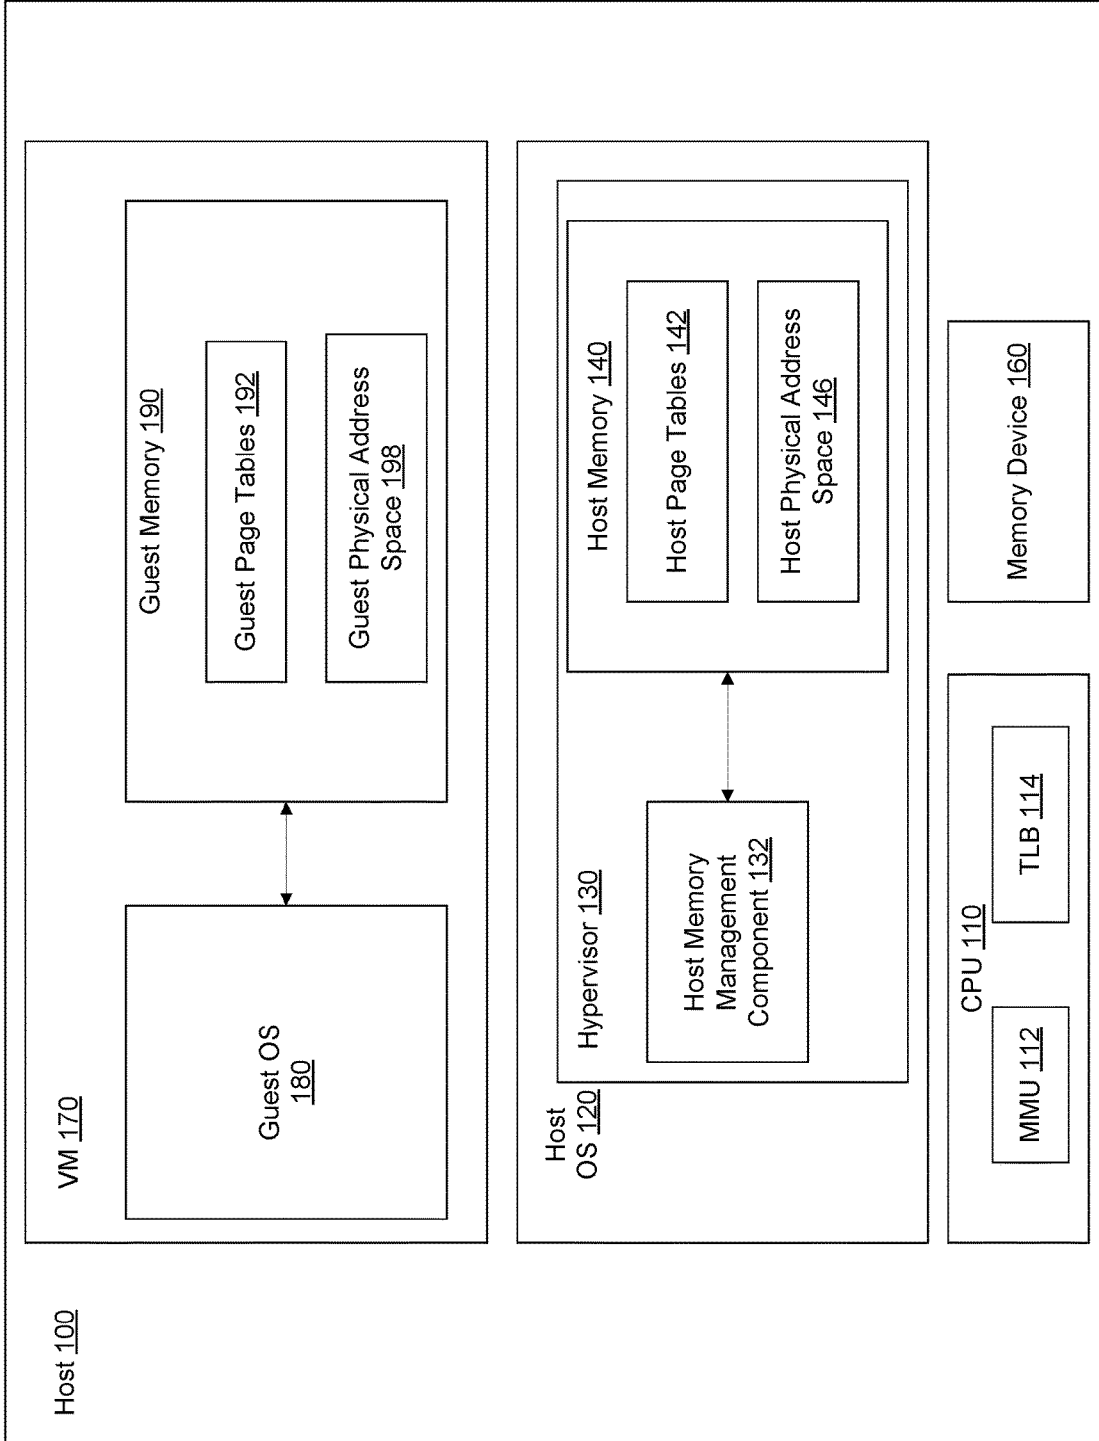 Host 100
VM 170
Guest OS
180
Guest Memory 190
Guest Page Tables 192
Guest Physical Address
Space 198
Host
OS 120
Hypervisor 130
Host Memory
Management
Component 132
Host Memory 140
Host Page Tables 142
Host Physical Address
Space 146
CPU 110
MMU 112
TLB 114
Memory Device 160